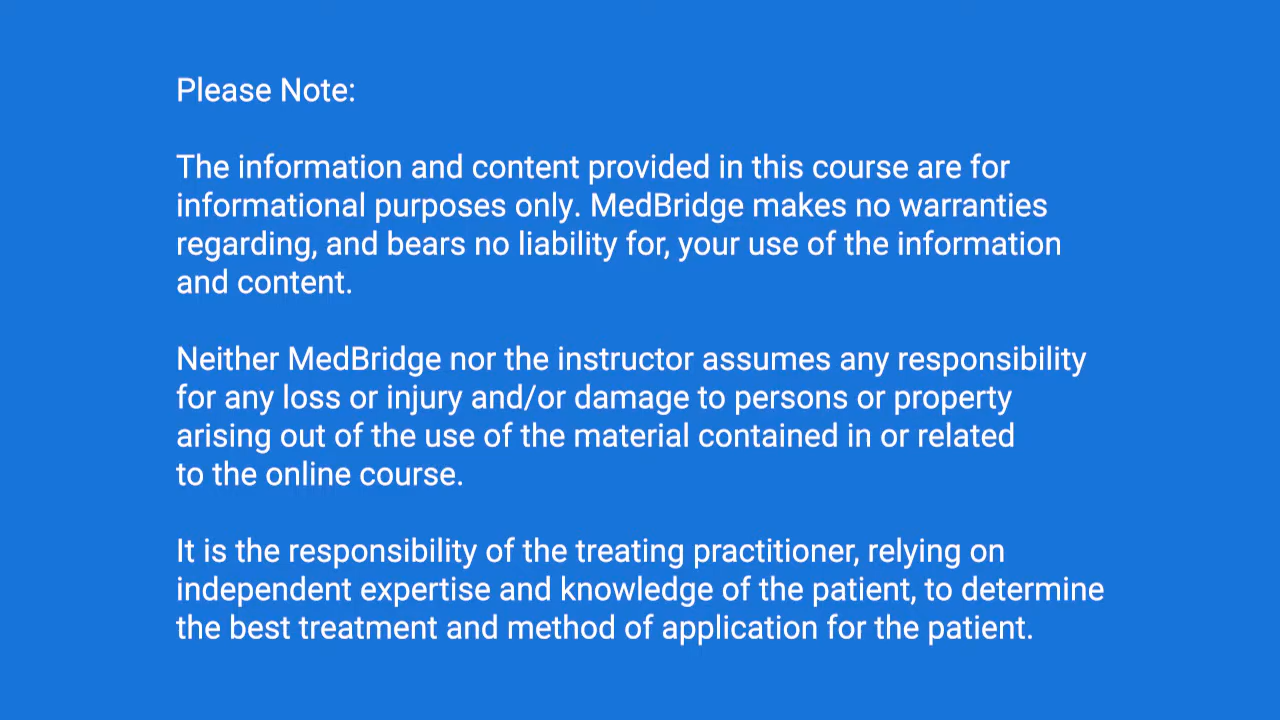 Please Note:
The information and content provided in this course are for
informational purposes only. MedBridge makes no warranties
regarding, and bears no liability for, your use of the information
and content.
Neither MedBridge nor the instructor assumes any responsibility
for any loss or injury and/or damage to persons or property
arising out of the use of the material contained in or related
to the online course.
It is the responsibility of the treating practitioner, relying on
independent expertise and knowledge of the patient, to determine
the best treatment and method of application for the patient.